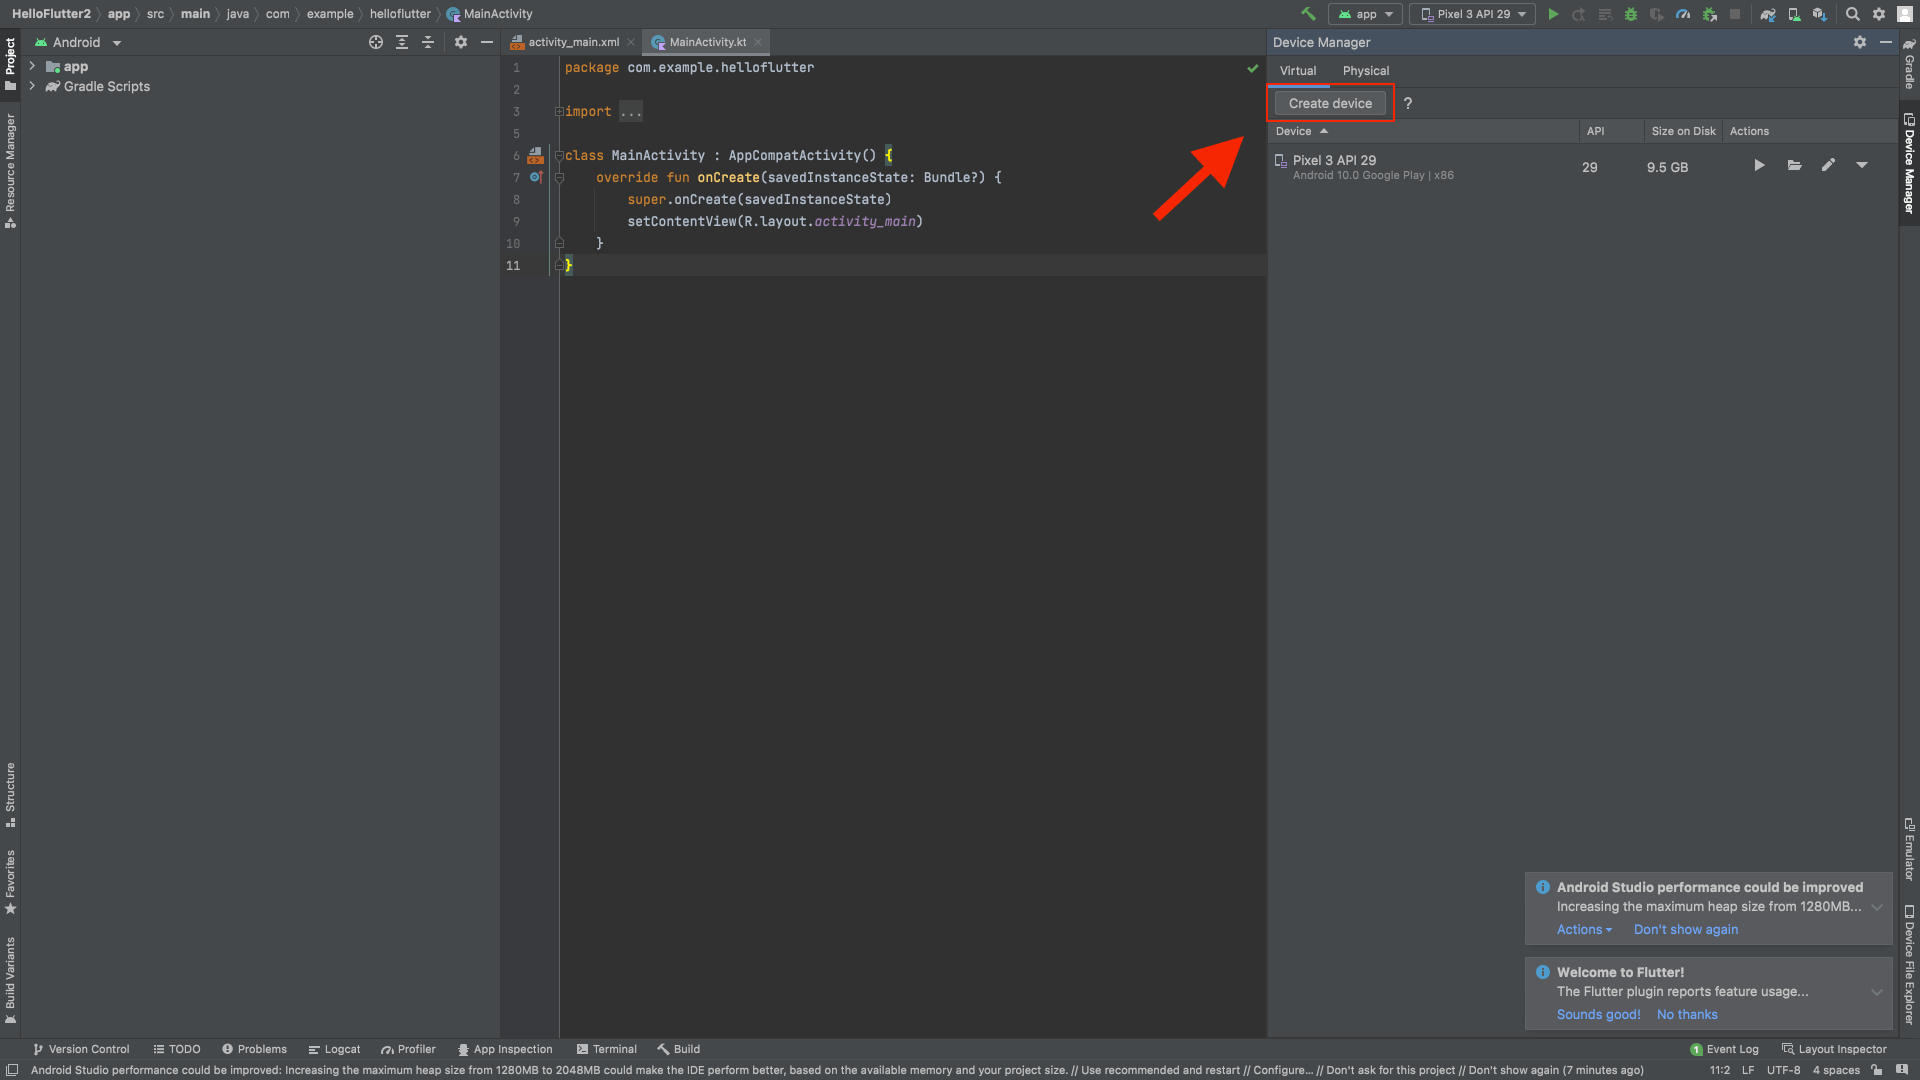 HelloFlutter2 app src main java com example helloflutter MainActivity
app Pixel 3 API 29
Project
Resource Manager
Structure
Favorites
Build Variants
Android
app
Gradle Scripts
activity_main.xml MainActivity.kt
1 package com.example.helloflutter
2
3 import ...
5
6 class MainActivity : AppCompatActivity() {
7 override fun onCreate(savedInstanceState: Bundle?) {
8 super.onCreate(savedInstanceState)
9 setContentView(R.layout.activity_main)
10 }
11 }
Device Manager
Virtual Physical
Create device ?
Device API Size on Disk Actions
Pixel 3 API 29 29 9.5 GB
Android 10.0 Google Play | x86
Gradle
Device Manager
Emulator
Device File Explorer
Android Studio performance could be improved
Increasing the maximum heap size from 1280MB...
Actions Don't show again
Welcome to Flutter!
The Flutter plugin reports feature usage...
Sounds good! No thanks
Version Control TODO Problems Logcat Profiler App Inspection Terminal Build 1 Event Log Layout Inspector
Android Studio performance could be improved: Increasing the maximum heap size from 1280MB to 2048MB could make the IDE perform better, based on the available memory and your project size. // Use recommended and restart // Configure... // Don't ask for this project // Don't show again (7 minutes ago) 11:2 LF UTF-8 4 spaces